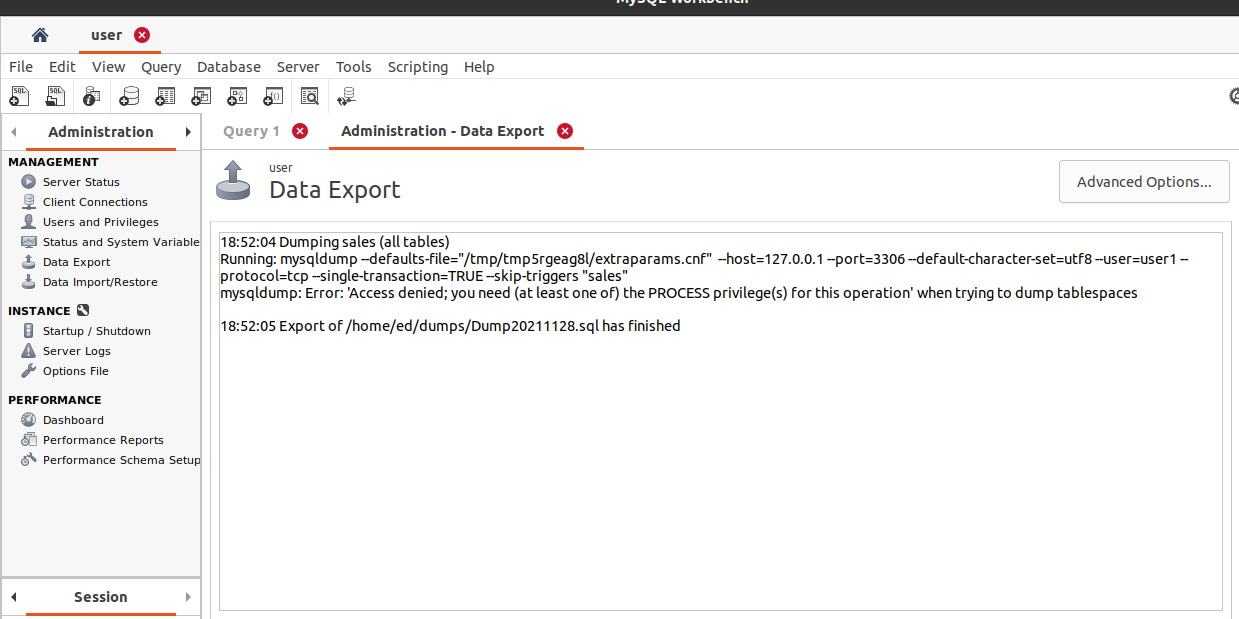 MySQL Workbench
user
File Edit View Query Database Server Tools Scripting Help
SQL SQL
Administration
Query 1 Administration - Data Export
MANAGEMENT
Server Status
Client Connections
Users and Privileges
Status and System Variable
Data Export
Data Import/Restore
INSTANCE
Startup / Shutdown
Server Logs
Options File
PERFORMANCE
Dashboard
Performance Reports
Performance Schema Setup
Session
user
Data Export
Advanced Options...
18:52:04 Dumping sales (all tables)
Running: mysqldump --defaults-file="/tmp/tmp5rgeag8l/extraparams.cnf"  --host=127.0.0.1 --port=3306 --default-character-set=utf8 --user=user1 --
protocol=tcp --single-transaction=TRUE --skip-triggers "sales"
mysqldump: Error: 'Access denied; you need (at least one of) the PROCESS privilege(s) for this operation' when trying to dump tablespaces
18:52:05 Export of /home/ed/dumps/Dump20211128.sql has finished